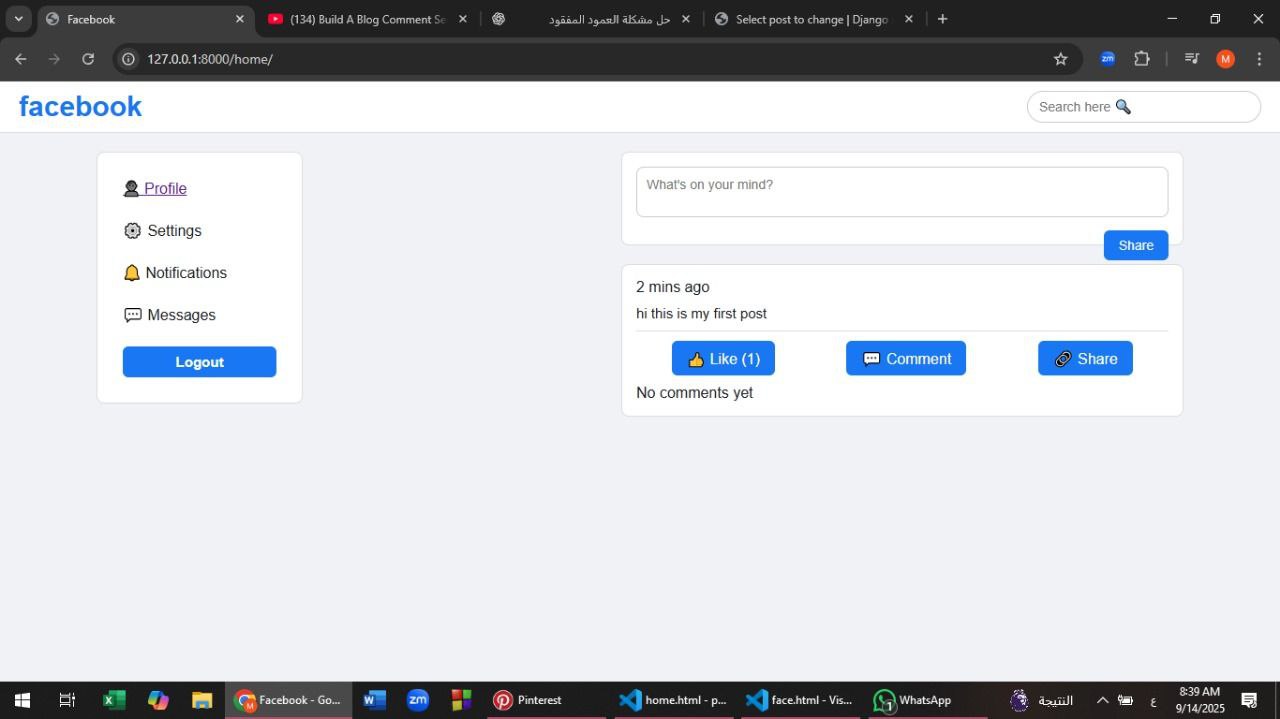 Facebook
(134) Build A Blog Comment Se
حل مشكلة العمود المفقود
Select post to change | Django
127.0.0.1:8000/home/
zm
M
facebook
Search here
Profile
Settings
Notifications
Messages
Logout
What's on your mind?
Share
2 mins ago
hi this is my first post
Like (1)
Comment
Share
No comments yet
Facebook - Go...
zm
Pinterest
home.html - p...
face.html - Vis...
1
WhatsApp
النتيجة
ع
8:39 AM
9/14/2025